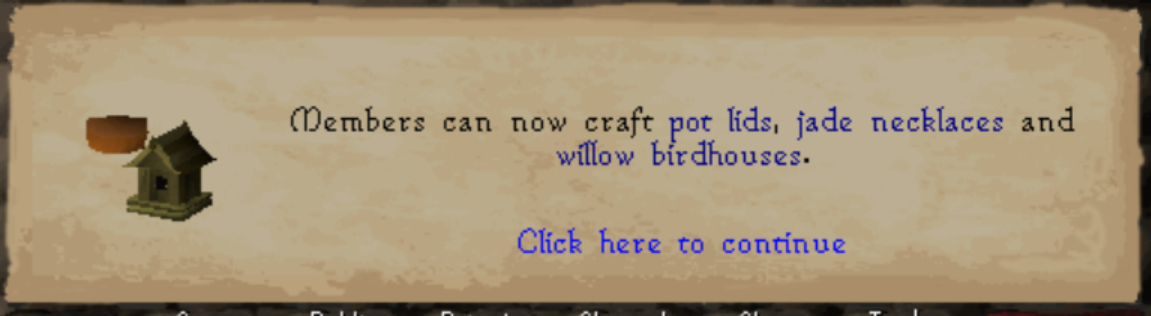 Members can now craft pot lids, jade necklaces and
willow birdhouses.
Click here to continue